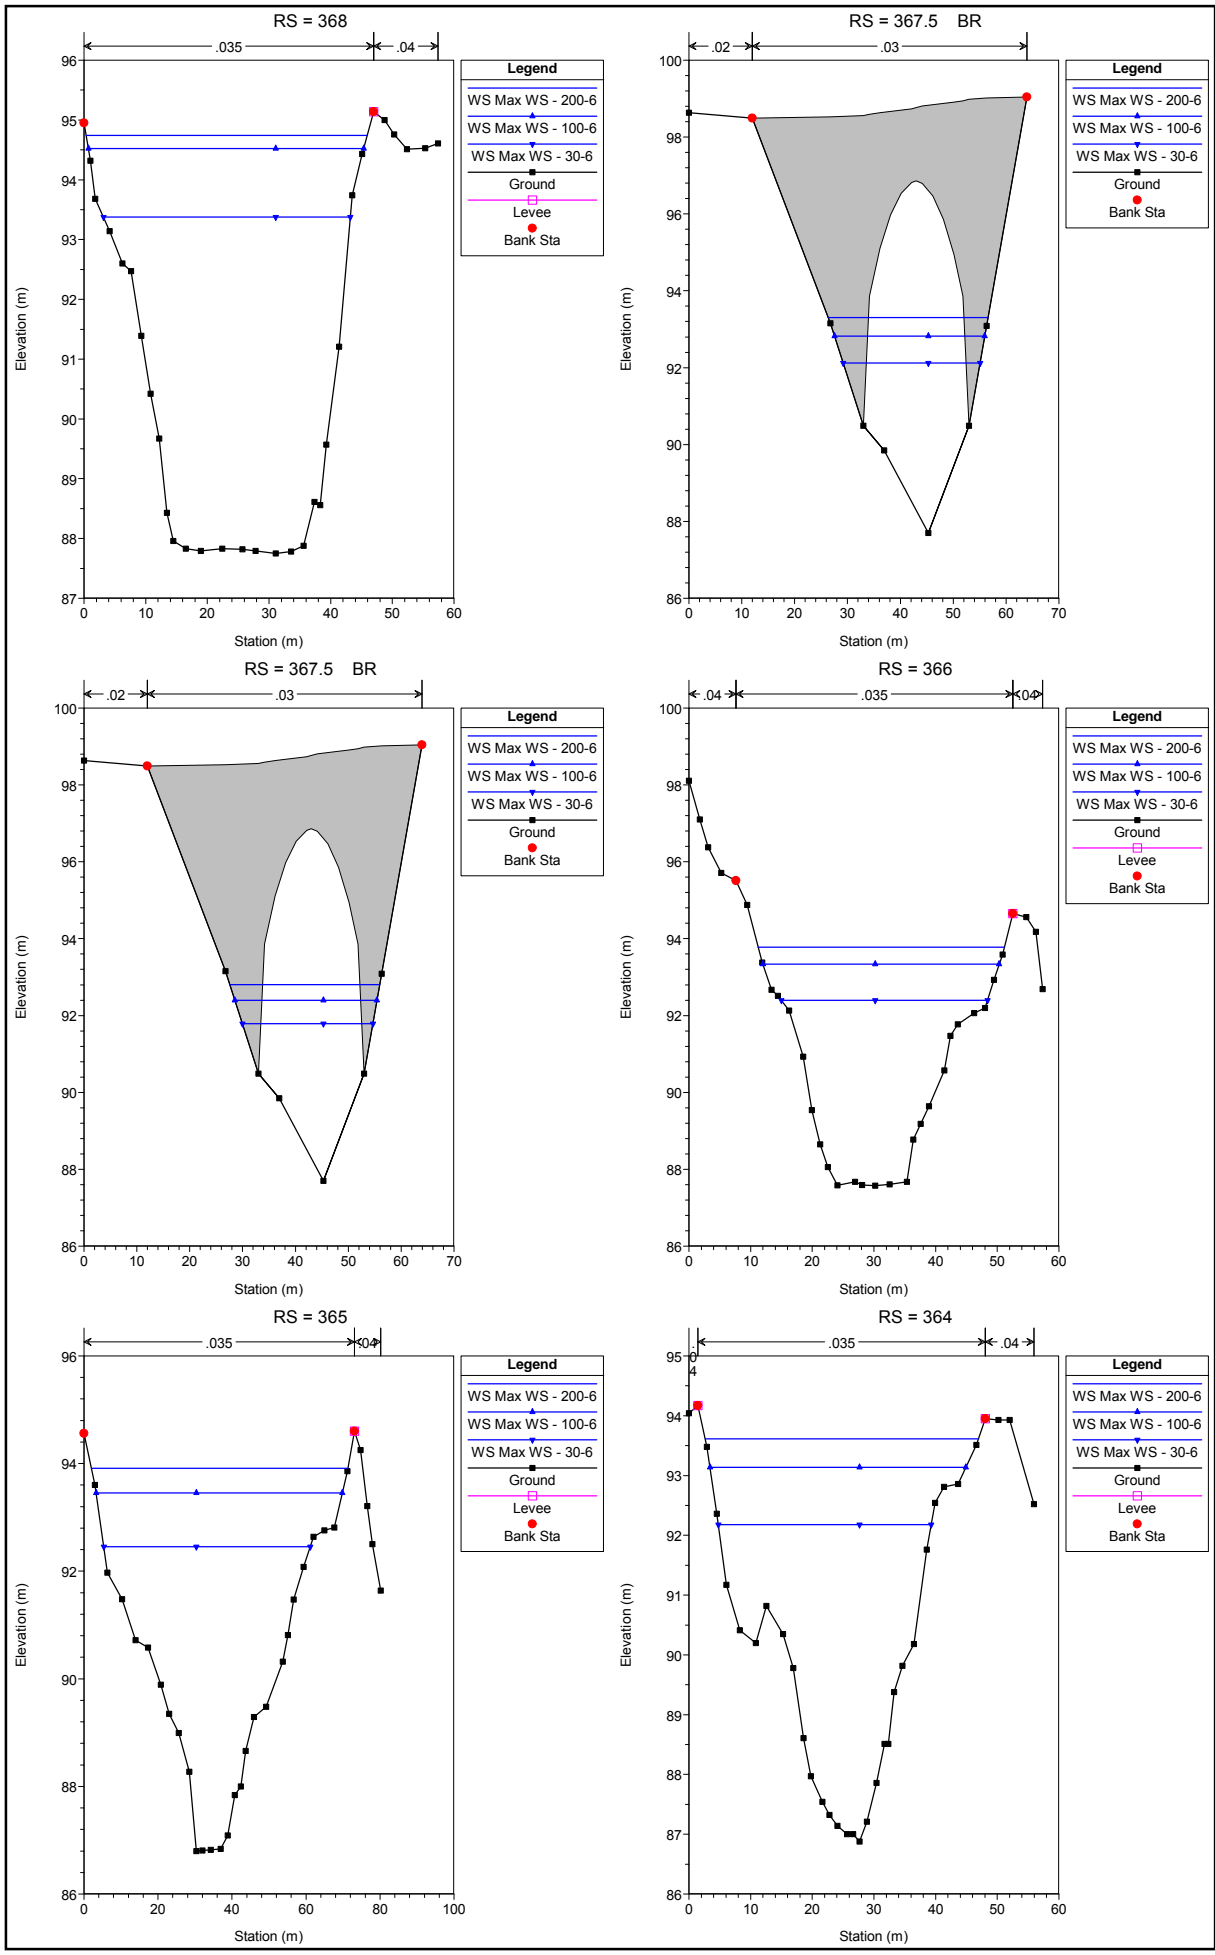 RS = 368
.035
.04
96
95
94
93
92
91
90
89
88
87
0
10
20
30
40
50
60
Elevation (m)
Station (m)
Legend
WS Max WS - 200-6
WS Max WS - 100-6
WS Max WS - 30-6
Ground
Levee
Bank Sta
RS = 367.5 BR
.02
.03
100
98
96
94
92
90
88
86
0
10
20
30
40
50
60
70
Elevation (m)
Station (m)
Legend
WS Max WS - 200-6
WS Max WS - 100-6
WS Max WS - 30-6
Ground
Levee
Bank Sta
RS = 367.5 BR
.02
.03
100
98
96
94
92
90
88
86
0
10
20
30
40
50
60
70
Elevation (m)
Station (m)
Legend
WS Max WS - 200-6
WS Max WS - 100-6
WS Max WS - 30-6
Ground
Bank Sta
RS = 366
.04
.035
.04
100
98
96
94
92
90
88
86
0
10
20
30
40
50
60
Elevation (m)
Station (m)
Legend
WS Max WS - 200-6
WS Max WS - 100-6
WS Max WS - 30-6
Ground
Levee
Bank Sta
RS = 365
.035
.04
96
94
92
90
88
86
0
20
40
60
80
100
Elevation (m)
Station (m)
Legend
WS Max WS - 200-6
WS Max WS - 100-6
WS Max WS - 30-6
Ground
Levee
Bank Sta
RS = 364
.04
.035
.04
95
94
93
92
91
90
89
88
87
86
0
10
20
30
40
50
60
Elevation (m)
Station (m)
Legend
WS Max WS - 200-6
WS Max WS - 100-6
WS Max WS - 30-6
Ground
Levee
Bank Sta